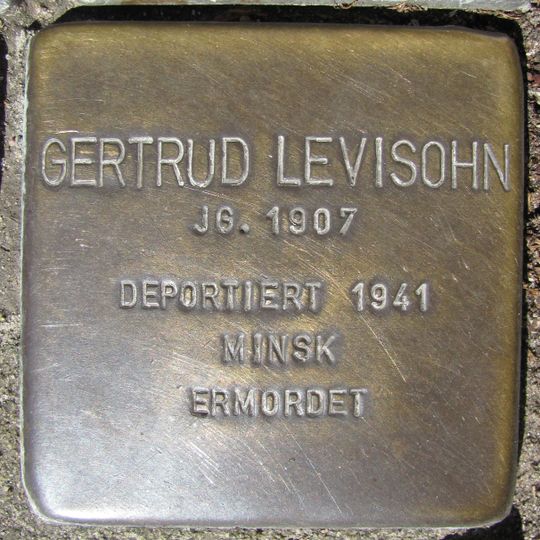 GERTRUD LEVISOHN
JG. 1907
DEPORTIERT 1941
MINSK
ERMORDET